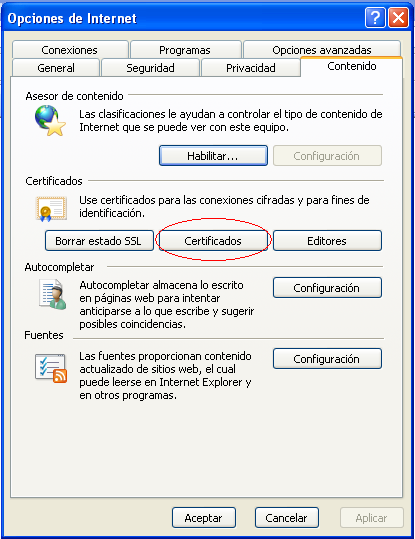 Opciones de Internet
Conexiones Programas Opciones avanzadas
General Seguridad Privacidad Contenido
Asesor de contenido
Las clasificaciones le ayudan a controlar el tipo de contenido de
Internet que se puede ver con este equipo.
Habilitar... Configuración
Certificados
Use certificados para las conexiones cifradas y para fines de
identificación.
Borrar estado SSL Certificados Editores
Autocompletar
Autocompletar almacena lo escrito
en páginas web para intentar
anticiparse a lo que escribe y sugerir
posibles coincidencias.
Configuración
Fuentes
Las fuentes proporcionan contenido
actualizado de sitios web, el cual
puede leerse en Internet Explorer y
en otros programas.
Configuración
Aceptar Cancelar Aplicar